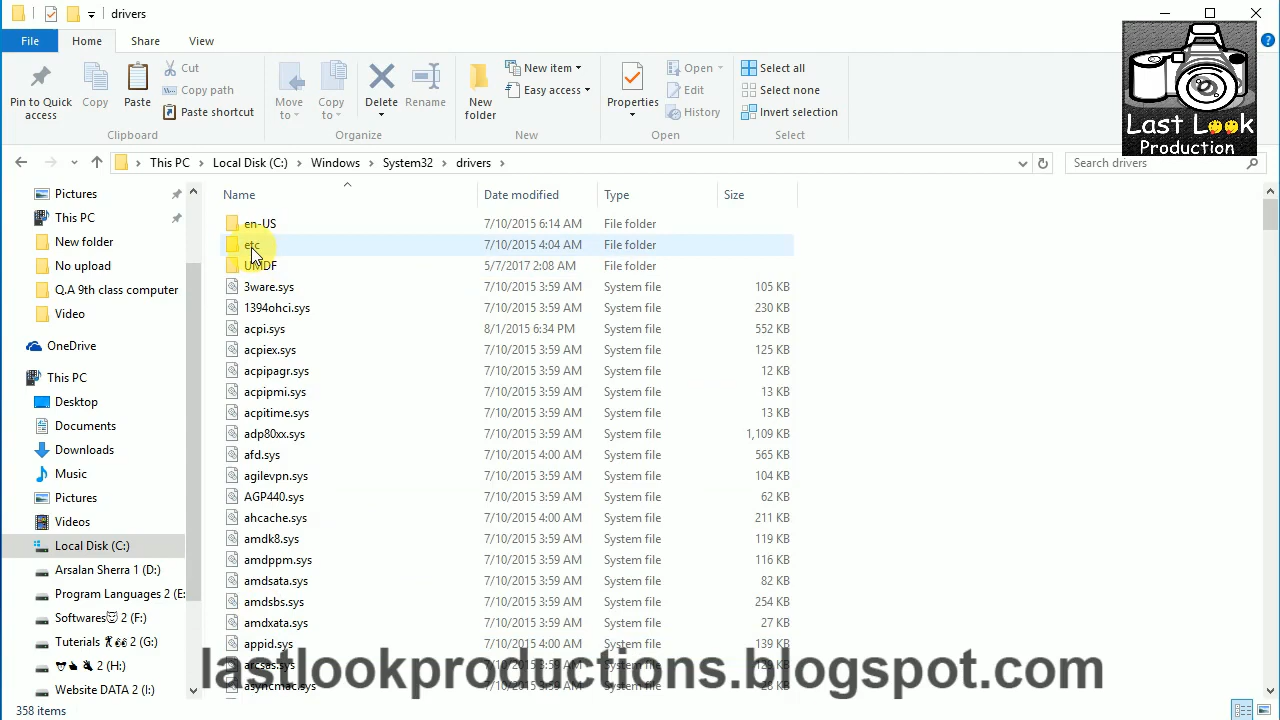 drivers
File Home Share View
Pin to Quick access
Copy
Paste
Cut
Copy path
Paste shortcut
Clipboard
Move to
Copy to
Delete
Rename
Organize
New folder
New item
Easy access
New
Properties
Open
Edit
History
Open
Select all
Select none
Invert selection
Select
Last Look
Production
This PC > Local Disk (C:) > Windows > System32 > drivers >
Search drivers
Pictures
This PC
New folder
No upload
Q.A 9th class computer
Video
OneDrive
This PC
Desktop
Documents
Downloads
Music
Pictures
Videos
Local Disk (C:)
Arsalan Sherra 1 (D:)
Program Languages 2 (E:
Softwares 2 (F:)
Tuterials 2 (G:)
2 (H:)
Website DATA 2 (I:)
Name Date modified Type Size
en-US 7/10/2015 6:14 AM File folder
etc 7/10/2015 4:04 AM File folder
UMDF 5/7/2017 2:08 AM File folder
3ware.sys 7/10/2015 3:59 AM System file 105 KB
1394ohci.sys 7/10/2015 3:59 AM System file 230 KB
acpi.sys 8/1/2015 6:34 PM System file 552 KB
acpiex.sys 7/10/2015 3:59 AM System file 125 KB
acpipagr.sys 7/10/2015 3:59 AM System file 12 KB
acpipmi.sys 7/10/2015 3:59 AM System file 13 KB
acpitime.sys 7/10/2015 3:59 AM System file 13 KB
adp80xx.sys 7/10/2015 3:59 AM System file 1,109 KB
afd.sys 7/10/2015 4:00 AM System file 565 KB
agilevpn.sys 7/10/2015 3:59 AM System file 104 KB
AGP440.sys 7/10/2015 3:59 AM System file 62 KB
ahcache.sys 7/10/2015 4:00 AM System file 211 KB
amdk8.sys 7/10/2015 3:59 AM System file 119 KB
amdppm.sys 7/10/2015 3:59 AM System file 116 KB
amdsata.sys 7/10/2015 3:59 AM System file 82 KB
amdsbs.sys 7/10/2015 3:59 AM System file 254 KB
amdxata.sys 7/10/2015 3:59 AM System file 27 KB
appid.sys 7/10/2015 4:00 AM System file 139 KB
arcsas.sys
asyncmac.sys
lastlookproductions.blogspot.com
358 items